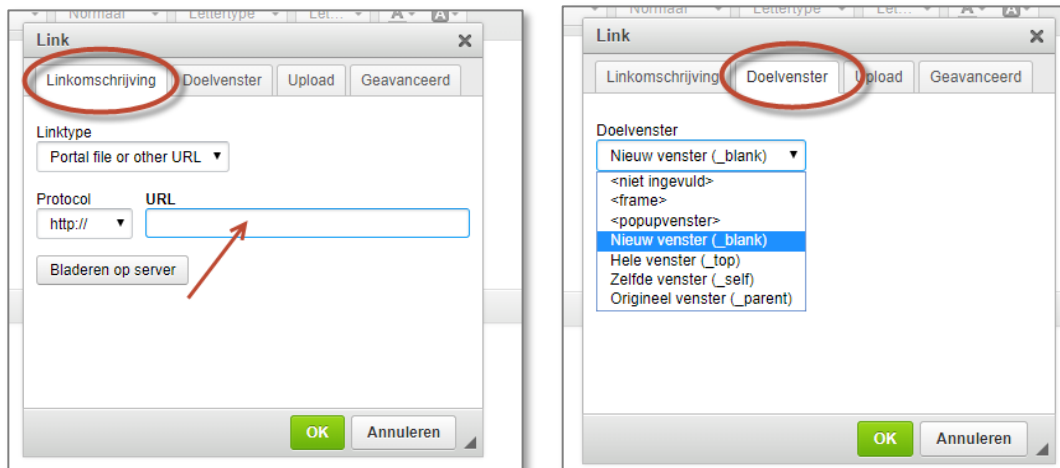 Normaal Lettertype Let... A A
Link
Linkomschrijving Doelvenster Upload Geavanceerd
Linktype
Portal file or other URL
Protocol URL
http://
Bladeren op server
OK Annuleren
Normaal Lettertype Let... A A
Link
Linkomschrijving Doelvenster Upload Geavanceerd
Doelvenster
Nieuw venster (_blank)
<niet ingevuld>
<frame>
<popupvenster>
Nieuw venster (_blank)
Hele venster (_top)
Zelfde venster (_self)
Origineel venster (_parent)
OK Annuleren